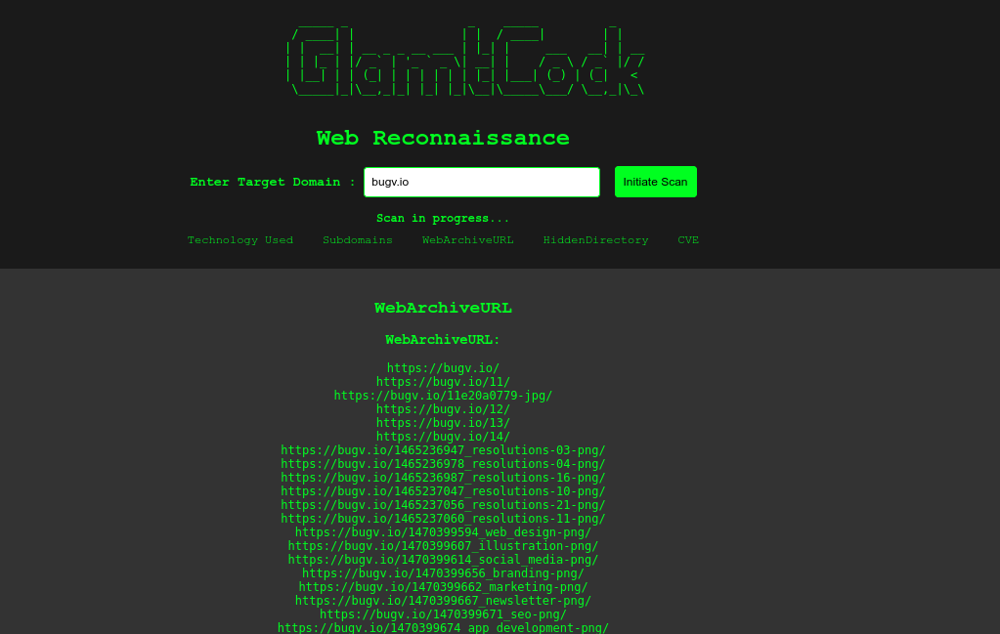 Web Reconnaissance
Enter Target Domain : bugv.io Initiate Scan
Scan in progress...
Technology Used Subdomains WebArchiveURL HiddenDirectory CVE
WebArchiveURL
WebArchiveURL:
https://bugv.io/
https://bugv.io/11/
https://bugv.io/11e20a0779-jpg/
https://bugv.io/12/
https://bugv.io/13/
https://bugv.io/14/
https://bugv.io/1465236947_resolutions-03-png/
https://bugv.io/1465236978_resolutions-04-png/
https://bugv.io/1465236987_resolutions-16-png/
https://bugv.io/1465237047_resolutions-10-png/
https://bugv.io/1465237056_resolutions-21-png/
https://bugv.io/1465237060_resolutions-11-png/
https://bugv.io/1470399594_web_design-png/
https://bugv.io/1470399607_illustration-png/
https://bugv.io/1470399614_social_media-png/
https://bugv.io/1470399656_branding-png/
https://bugv.io/1470399662_marketing-png/
https://bugv.io/1470399667_newsletter-png/
https://bugv.io/1470399671_seo-png/
https://bugv.io/1470399674_app_development-png/